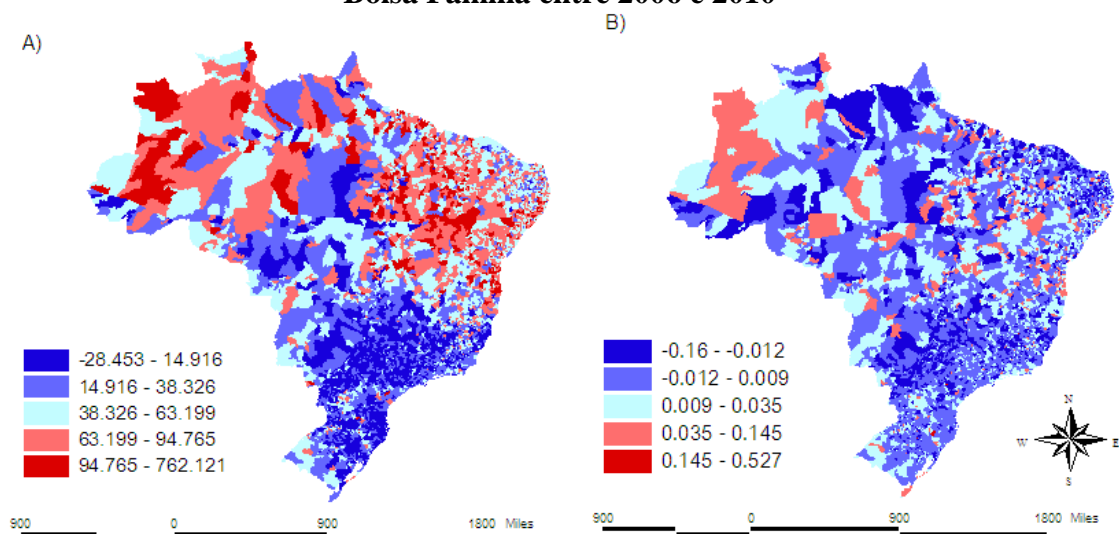 Bolsa Família entre 2006 e 2010
A)
B)
-28.453 - 14.916
14.916 - 38.326
38.326 - 63.199
63.199 - 94.765
94.765 - 762.121
-0.16 - -0.012
-0.012 - 0.009
0.009 - 0.035
0.035 - 0.145
0.145 - 0.527
N
W
E
S
900 0 900 1800 Miles
900 0 900 1800 Miles